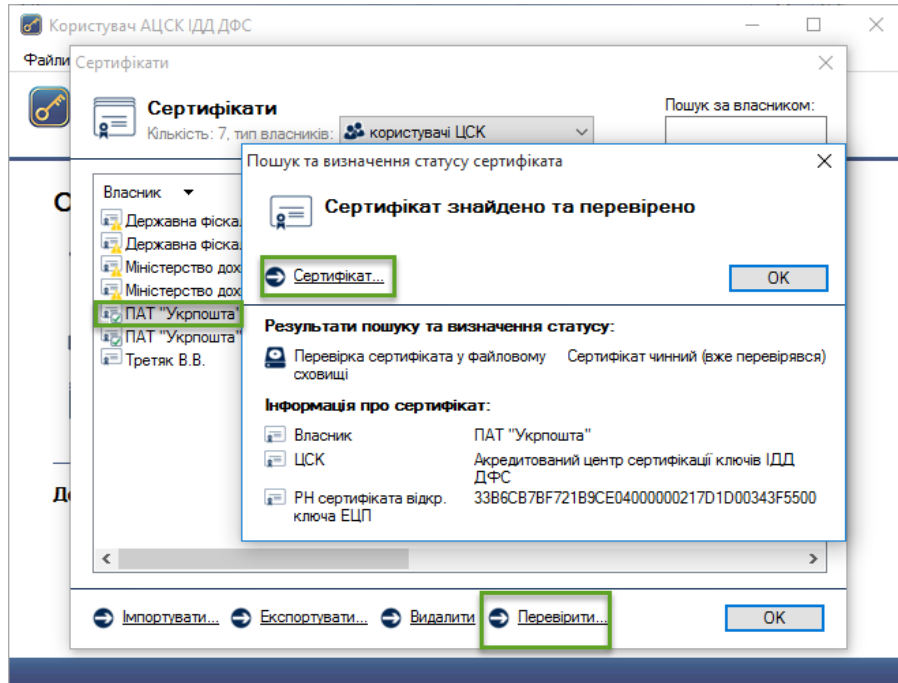 Користувач АЦСК ІДД ДФС
Файли
Сертифікати
Сертифікати
Кількість: 7, тип власників: користувачі ЦСК
Пошук за власником:
Власник
Державна фіска
Державна фіска
Міністерство дох
Міністерство дох
ПАТ "Укрпошта"
ПАТ "Укрпошта"
Третяк В.В.
Пошук та визначення статусу сертифіката
Сертифікат знайдено та перевірено
Сертифікат...
OK
Результати пошуку та визначення статусу:
Перевірка сертифіката у файловому Сертифікат чинний (вже перевірявся)
сховищі
Інформація про сертифікат:
Власник ПАТ "Укрпошта"
ЦСК Акредитований центр сертифікації ключів ІДД
ДФС
РН сертифіката відкр. 33B6CB7BF721B9CE04000000217D1D00343F5500
ключа ЕЦП
Імпортувати... Експортувати... Видалити Перевірити... OK